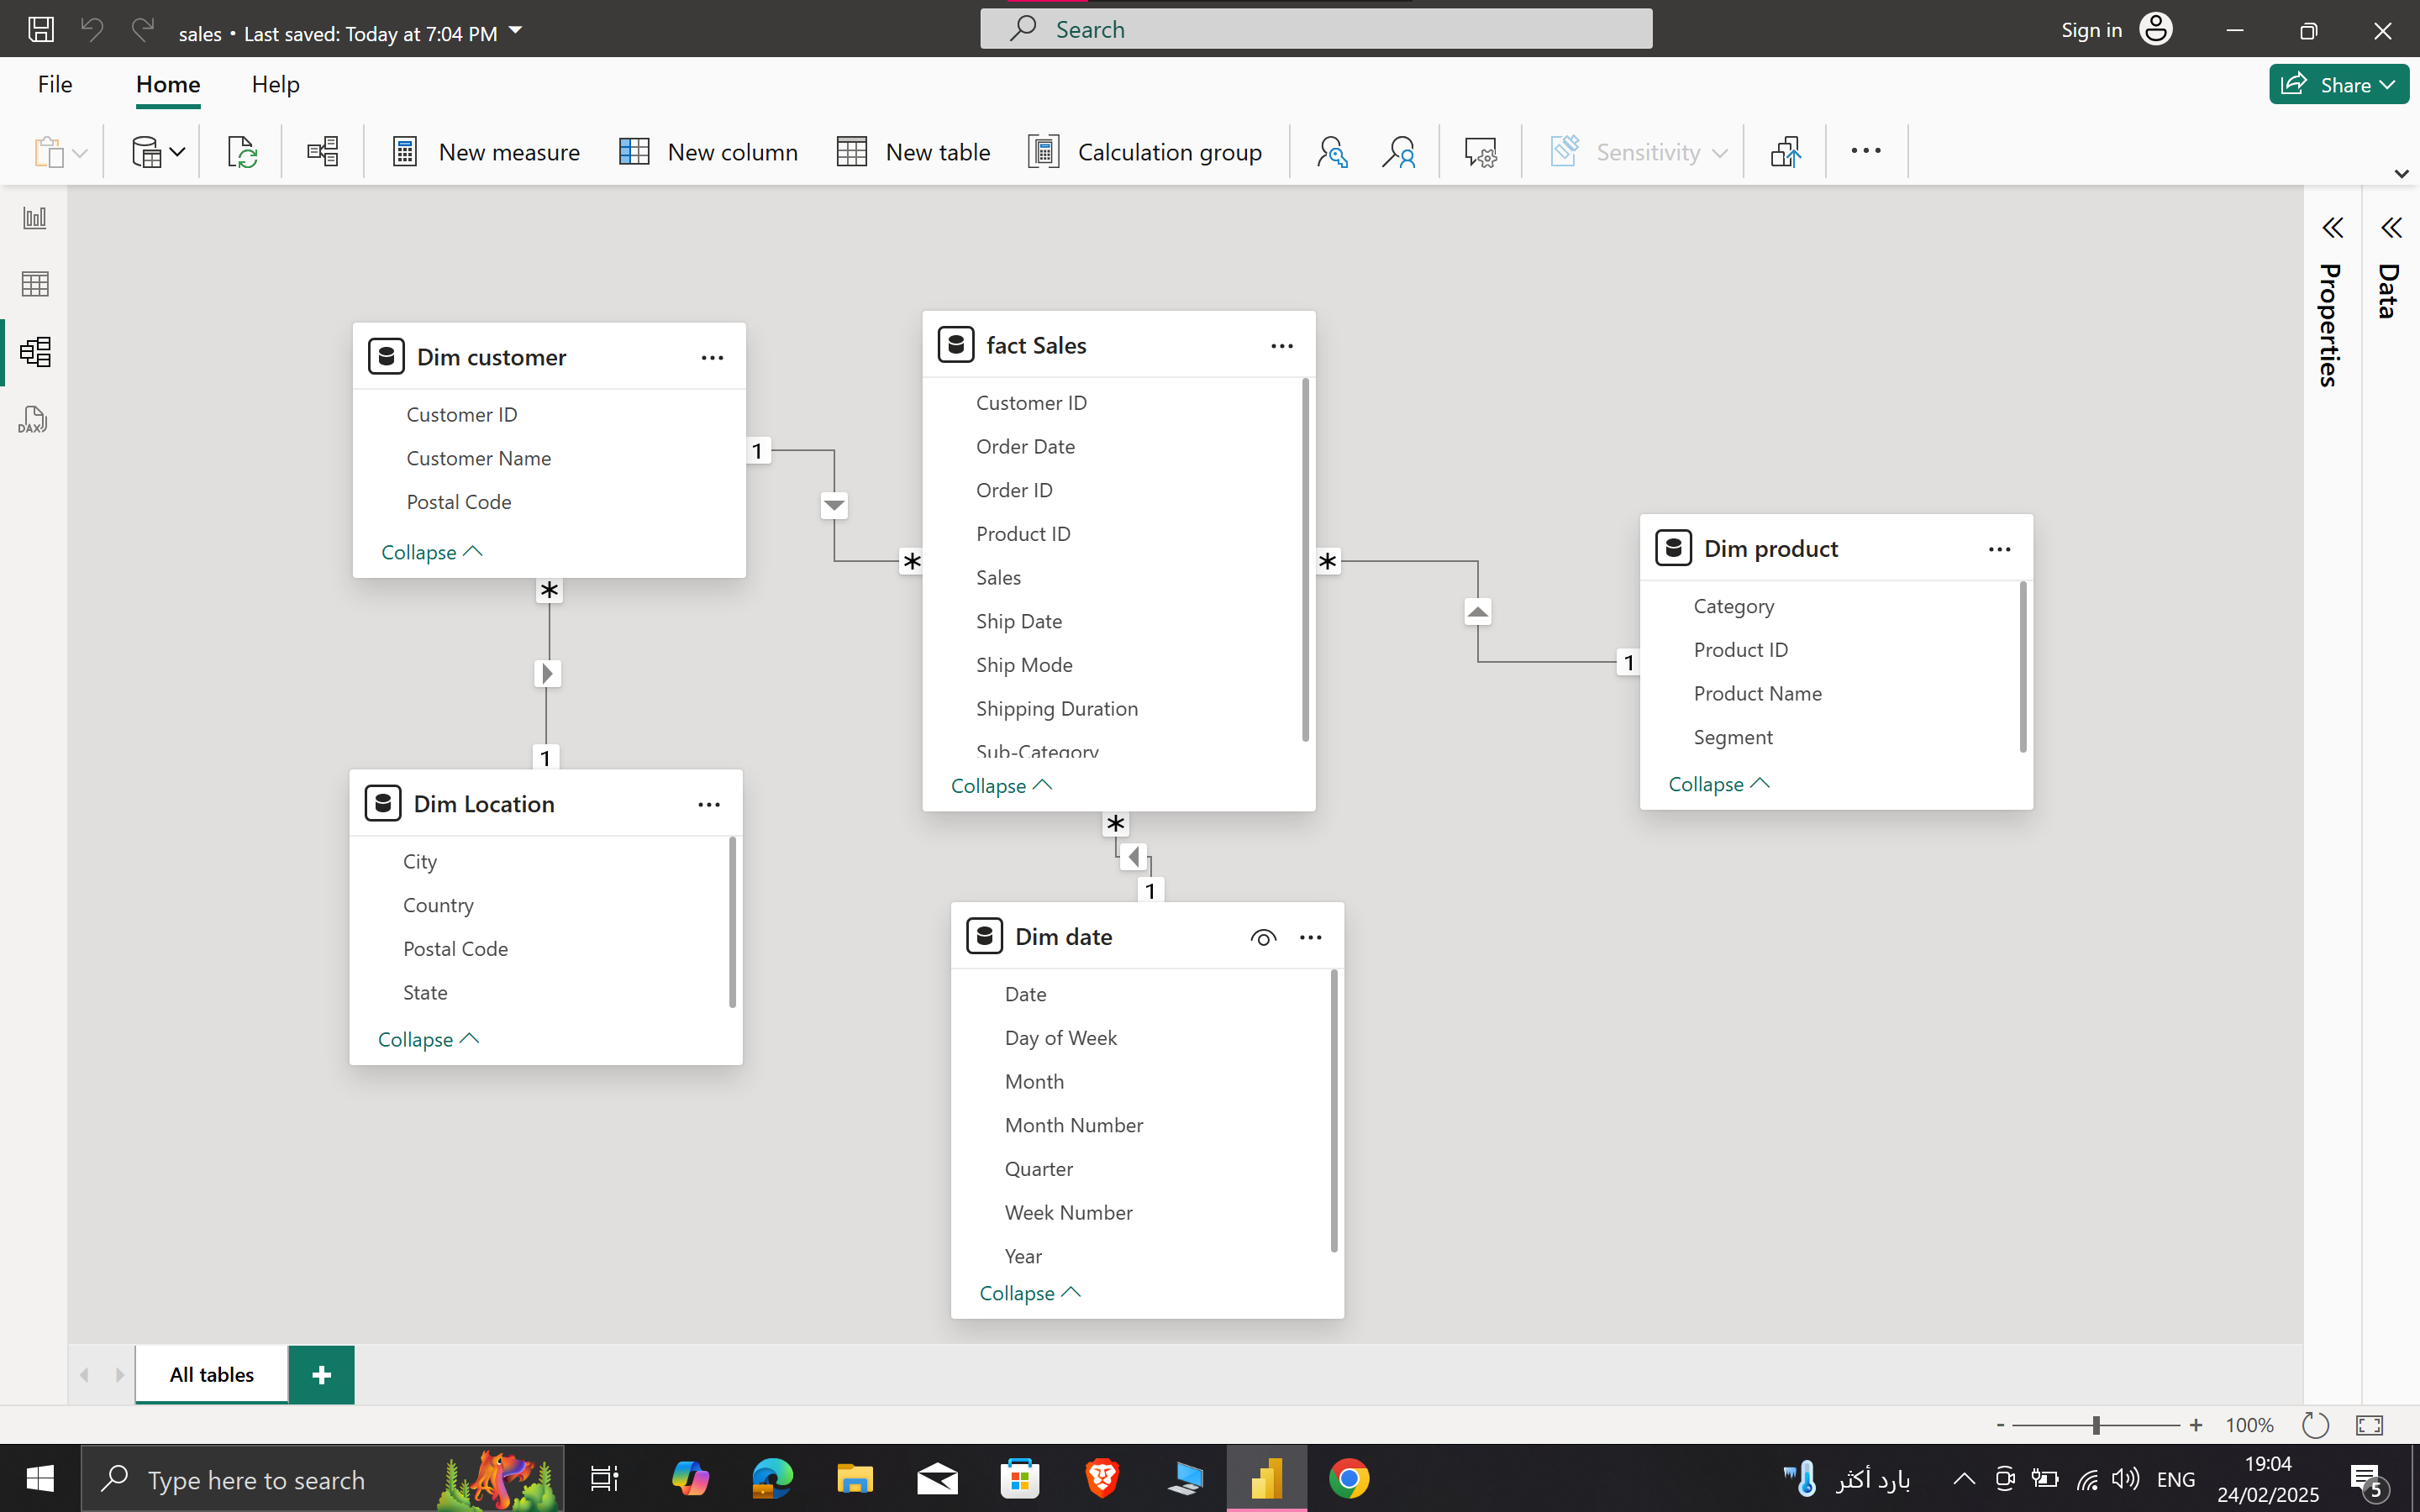 sales • Last saved: Today at 7:04 PM
Search
Sign in
File
Home
Help
Share
New measure
New column
New table
Calculation group
Sensitivity
DAX
Properties
Data
Dim customer
Customer ID
Customer Name
Postal Code
Collapse
1
*
fact Sales
Customer ID
Order Date
Order ID
Product ID
Sales
Ship Date
Ship Mode
Shipping Duration
Sub-Category
Collapse
*
1
Dim product
Category
Product ID
Product Name
Segment
Collapse
*
1
Dim Location
City
Country
Postal Code
State
Collapse
*
1
Dim date
Date
Day of Week
Month
Month Number
Quarter
Week Number
Year
Collapse
All tables
+
- + 100%
Type here to search
بارد أكثر
ENG
19:04
24/02/2025
5